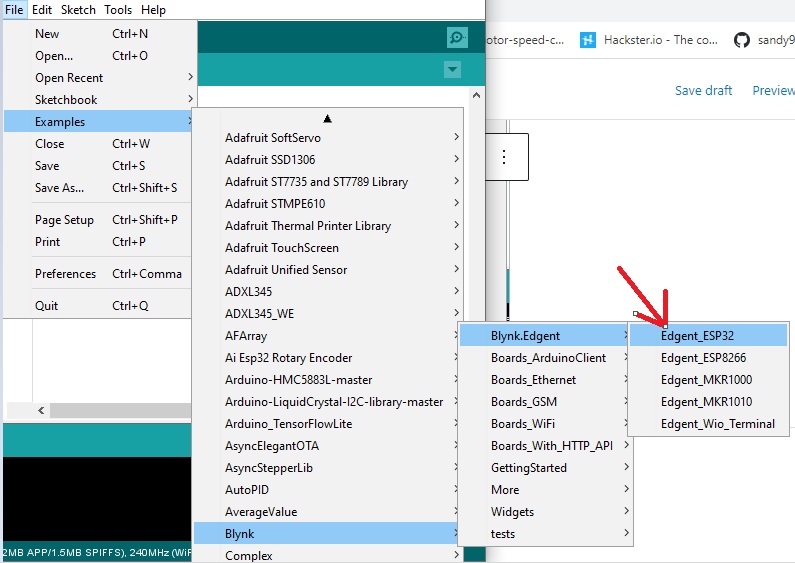 File Edit Sketch Tools Help
New Ctrl+N
Open... Ctrl+O
Open Recent
Sketchbook
Examples
Close Ctrl+W
Save Ctrl+S
Save As... Ctrl+Shift+S
Page Setup Ctrl+Shift+P
Print Ctrl+P
Preferences Ctrl+Comma
Quit Ctrl+Q
Adafruit SoftServo
Adafruit SSD1306
Adafruit ST7735 and ST7789 Library
Adafruit STMPE610
Adafruit Thermal Printer Library
Adafruit TouchScreen
Adafruit Unified Sensor
ADXL345
ADXL345_WE
AFArray
Ai Esp32 Rotary Encoder
Arduino-HMC5883L-master
Arduino-LiquidCrystal-I2C-library-master
Arduino_TensorFlowLite
AsyncElegantOTA
AsyncStepperLib
AutoPID
AverageValue
Blynk
Complex
Blynk.Edgent
Boards_ArduinoClient
Boards_Ethernet
Boards_GSM
Boards_WiFi
Boards_With_HTTP_API
GettingStarted
More
Widgets
tests
Edgent_ESP32
Edgent_ESP8266
Edgent_MKR1000
Edgent_MKR1010
Edgent_Wio_Terminal
otor-speed-c... Hackster.io - The co... sandy9
Save draft Preview
2MB APP/1.5MB SPIFFS), 240MHz (WiF